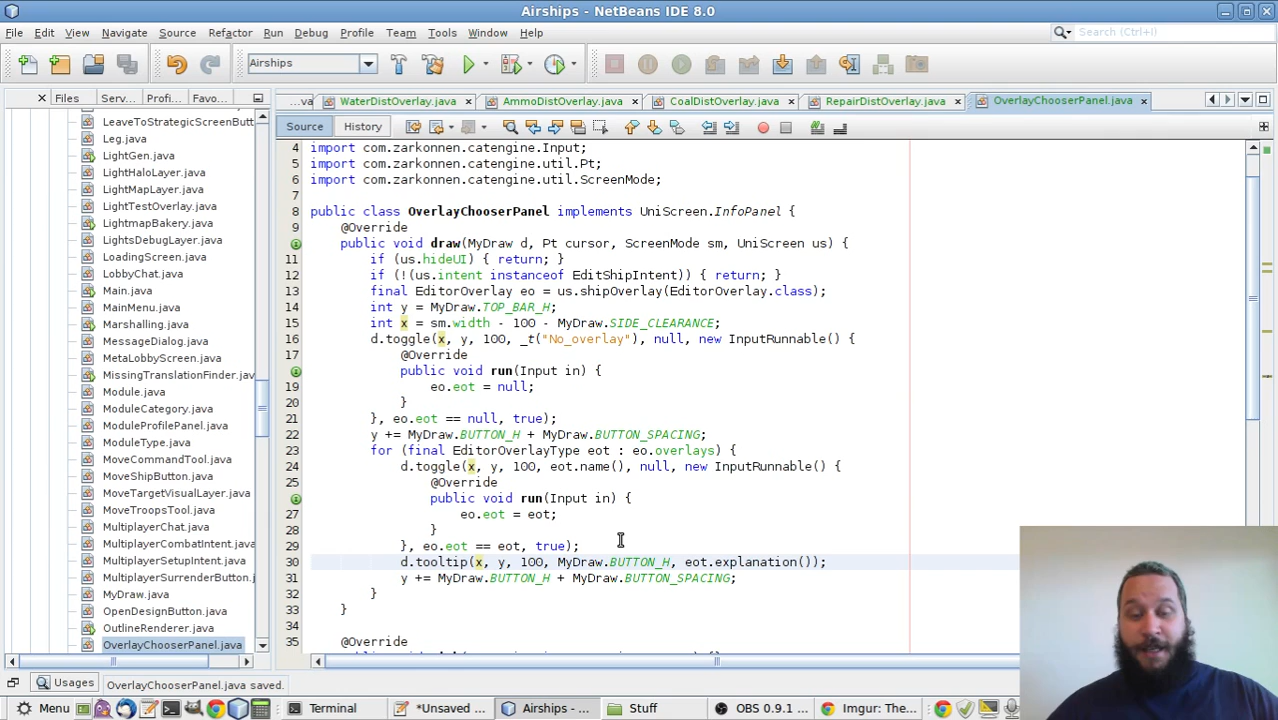 Airships - NetBeans IDE 8.0
File Edit View Navigate Source Refactor Run Debug Profile Team Tools Window Help
Search (Ctrl+I)
Airships
Files Serv... Profi... Favo...
...va WaterDistOverlay.java AmmoDistOverlay.java CoalDistOverlay.java RepairDistOverlay.java OverlayChooserPanel.java
Source History
LeaveToStrategicScreenButt
Leg.java
LightGen.java
LightHaloLayer.java
LightMapLayer.java
LightTestOverlay.java
LightmapBakery.java
LightsDebugLayer.java
LoadingScreen.java
LobbyChat.java
Main.java
MainMenu.java
Marshalling.java
MessageDialog.java
MetaLobbyScreen.java
MissingTranslationFinder.jav
Module.java
ModuleCategory.java
ModuleProfilePanel.java
ModuleType.java
MoveCommandTool.java
MoveShipButton.java
MoveTargetVisualLayer.java
MoveTroopsTool.java
MultiplayerChat.java
MultiplayerCombatIntent.java
MultiplayerSetupIntent.java
MultiplayerSurrenderButton.java
MyDraw.java
OpenDesignButton.java
OutlineRenderer.java
OverlayChooserPanel.java
4 import com.zarkonnen.catengine.Input;
5 import com.zarkonnen.catengine.util.Pt;
6 import com.zarkonnen.catengine.util.ScreenMode;
7
8 public class OverlayChooserPanel implements UniScreen.InfoPanel {
9 @Override
public void draw(MyDraw d, Pt cursor, ScreenMode sm, UniScreen us) {
11 if (us.hideUI) { return; }
12 if (!(us.intent instanceof EditShipIntent)) { return; }
13 final EditorOverlay eo = us.shipOverlay(EditorOverlay.class);
14 int y = MyDraw.TOP_BAR_H;
15 int x = sm.width - 100 - MyDraw.SIDE_CLEARANCE;
16 d.toggle(x, y, 100, _t("No_overlay"), null, new InputRunnable() {
17 @Override
public void run(Input in) {
19 eo.eot = null;
20 }
21 }, eo.eot == null, true);
22 y += MyDraw.BUTTON_H + MyDraw.BUTTON_SPACING;
23 for (final EditorOverlayType eot : eo.overlays) {
24 d.toggle(x, y, 100, eot.name(), null, new InputRunnable() {
25 @Override
public void run(Input in) {
27 eo.eot = eot;
28 }
29 }, eo.eot == eot, true);
30 d.tooltip(x, y, 100, MyDraw.BUTTON_H, eot.explanation());
31 y += MyDraw.BUTTON_H + MyDraw.BUTTON_SPACING;
32 }
33 }
34
35 @Override
Usages OverlayChooserPanel.java saved.
Menu Terminal *Unsaved ... Airships - ... Stuff OBS 0.9.1 ... Imgur: The...